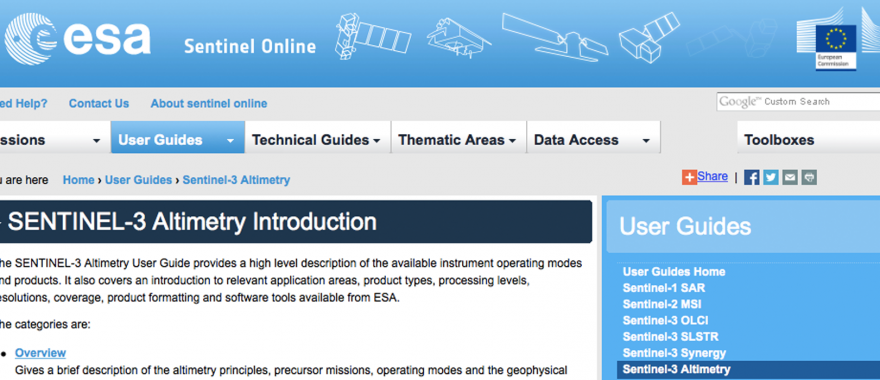 esa
Sentinel Online
European
Commission
ed Help? Contact Us About sentinel online
Google™ Custom Search
ssions User Guides Technical Guides Thematic Areas Data Access Toolboxes
u are here Home › User Guides › Sentinel-3 Altimetry
Share |
SENTINEL-3 Altimetry Introduction
he SENTINEL-3 Altimetry User Guide provides a high level description of the available instrument operating modes
nd products. It also covers an introduction to relevant application areas, product types, processing levels,
esolutions, coverage, product formatting and software tools available from ESA.
he categories are:
• Overview
Gives a brief description of the altimetry principles, precursor missions, operating modes and the geophysical
User Guides
User Guides Home
Sentinel-1 SAR
Sentinel-2 MSI
Sentinel-3 OLCI
Sentinel-3 SLSTR
Sentinel-3 Synergy
Sentinel-3 Altimetry